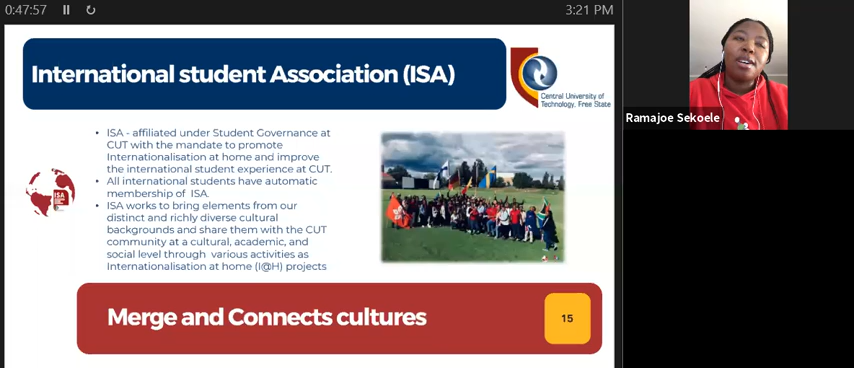 0:47:57
3:21 PM
International student Association (ISA)
Central University of
Technology, Free State
• ISA - affiliated under Student Governance at
CUT with the mandate to promote
Internationalisation at home and improve
the international student experience at CUT.
• All international students have automatic
membership of ISA.
• ISA works to bring elements from our
distinct and richly diverse cultural
backgrounds and share them with the CUT
community at a cultural, academic, and
social level through various activities as
Internationalisation at home (I@H) projects
ISA
Merge and Connects cultures
15
Ramajoe Sekoele